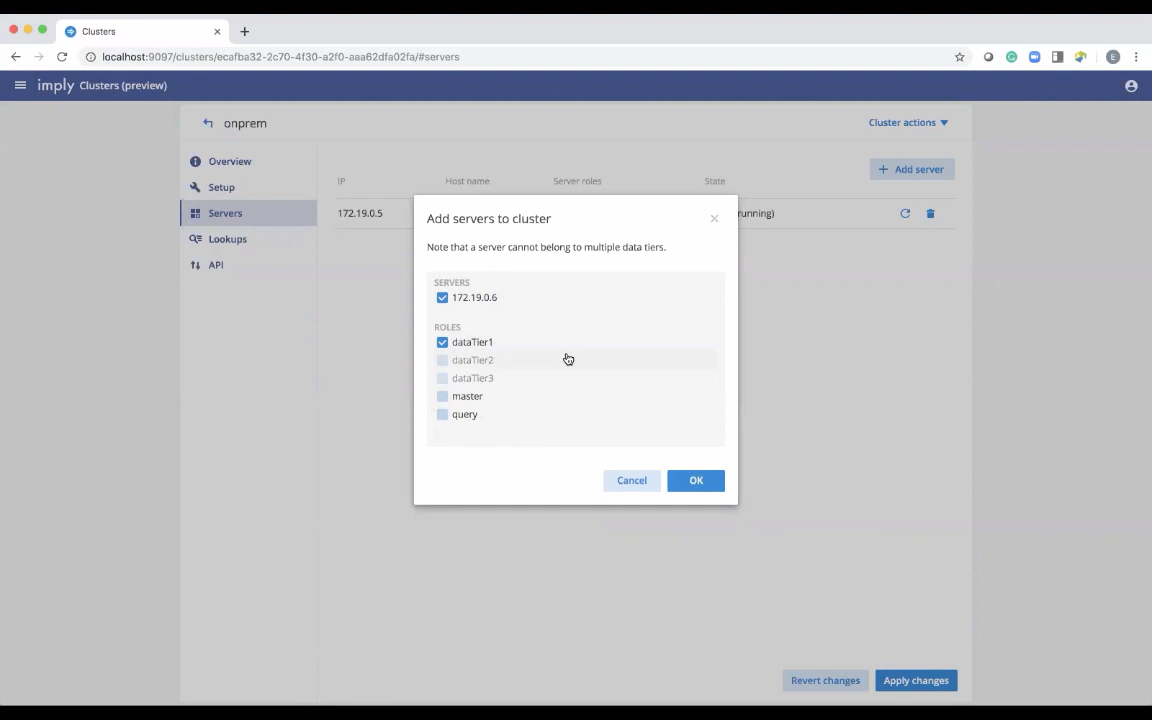 Clusters
localhost:9097/clusters/ecafba32-2c70-4f30-a2f0-aaa62dfa02fa/#servers
E
imply Clusters (preview)
onprem
Cluster actions
Overview
Setup
Servers
Lookups
API
+ Add server
IP Host name Server roles State
172.19.0.5 running)
Add servers to cluster
Note that a server cannot belong to multiple data tiers.
SERVERS
172.19.0.6
ROLES
dataTier1
dataTier2
dataTier3
master
query
Cancel OK
Revert changes Apply changes